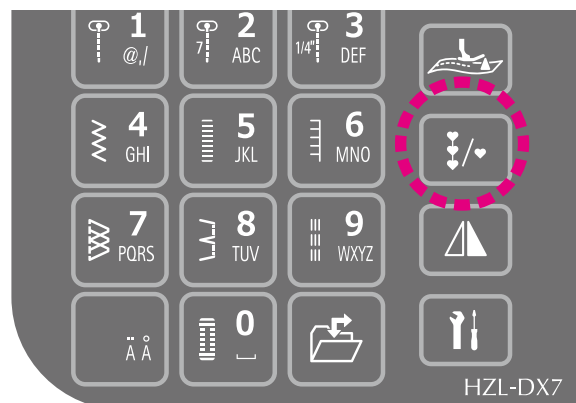 1 2 3
@,/ 7 ABC 1/4" DEF
4 5 6
GHI JKL MNO
7 8 9
PQRS TUV WXYZ
0
Ä Å
HZL-DX7